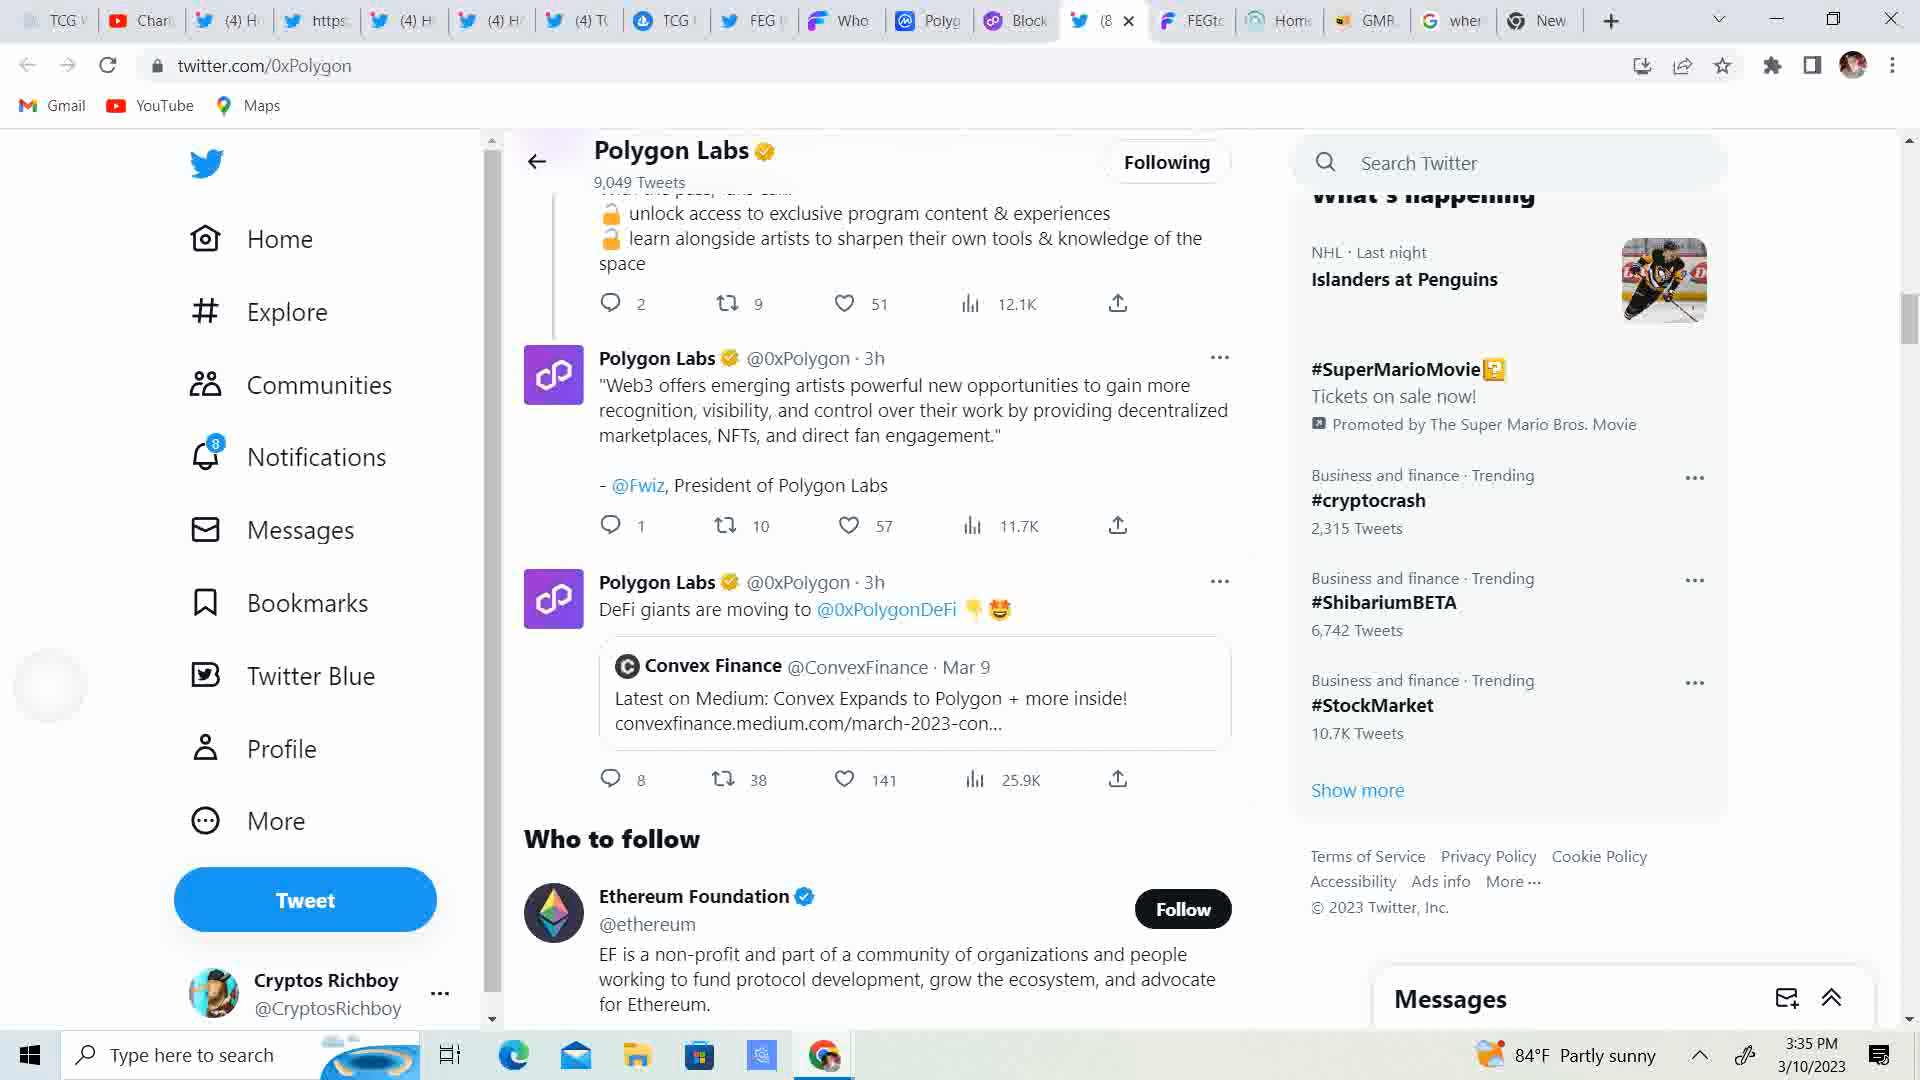 TCG
Chari
(4) H
https:
(4) H
(4) H
(4) T
TCG
FEG
Who
Polyg
Block
(8
FEGto
Home
GMR
when
New
twitter.com/0xPolygon
Gmail
YouTube
Maps
Home
Explore
Communities
8
Notifications
Messages
Bookmarks
Twitter Blue
Profile
More
Tweet
Cryptos Richboy
@CryptosRichboy
Polygon Labs
9,049 Tweets
Following
unlock access to exclusive program content & experiences
learn alongside artists to sharpen their own tools & knowledge of the
space
2 9 51 12.1K
Polygon Labs @0xPolygon · 3h
"Web3 offers emerging artists powerful new opportunities to gain more
recognition, visibility, and control over their work by providing decentralized
marketplaces, NFTs, and direct fan engagement."
- @Fwiz, President of Polygon Labs
1 10 57 11.7K
Polygon Labs @0xPolygon · 3h
DeFi giants are moving to @0xPolygonDeFi
Convex Finance @ConvexFinance · Mar 9
Latest on Medium: Convex Expands to Polygon + more inside!
convexfinance.medium.com/march-2023-con...
8 38 141 25.9K
Who to follow
Ethereum Foundation
@ethereum
Follow
EF is a non-profit and part of a community of organizations and people
working to fund protocol development, grow the ecosystem, and advocate
for Ethereum.
Search Twitter
What's happening
NHL · Last night
Islanders at Penguins
#SuperMarioMovie
Tickets on sale now!
Promoted by The Super Mario Bros. Movie
Business and finance · Trending
#cryptocrash
2,315 Tweets
Business and finance · Trending
#ShibariumBETA
6,742 Tweets
Business and finance · Trending
#StockMarket
10.7K Tweets
Show more
Terms of Service Privacy Policy Cookie Policy
Accessibility Ads info More ...
© 2023 Twitter, Inc.
Messages
Type here to search
84°F Partly sunny
3:35 PM
3/10/2023